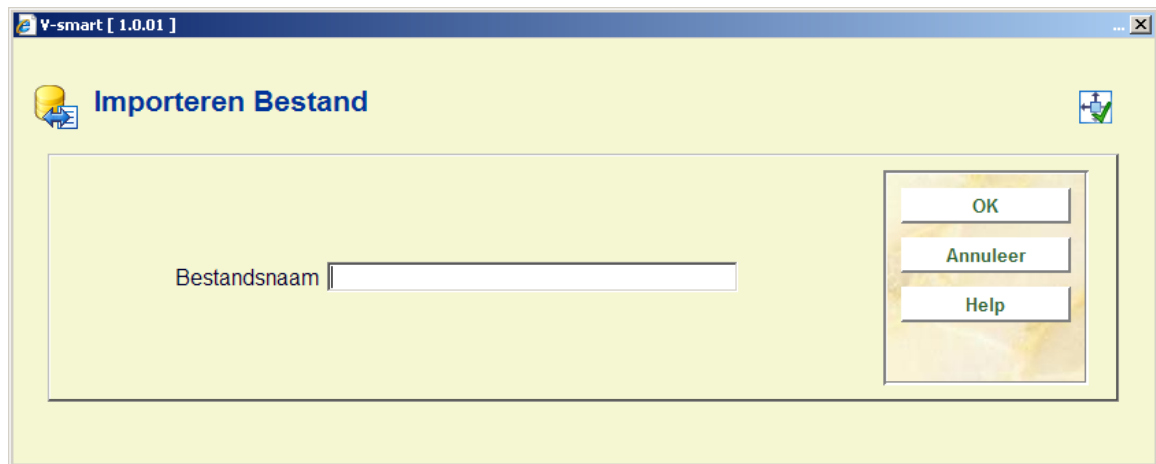 V-smart [ 1.0.01 ]
...
Importeren Bestand
OK
Annuleer
Bestandsnaam
Help